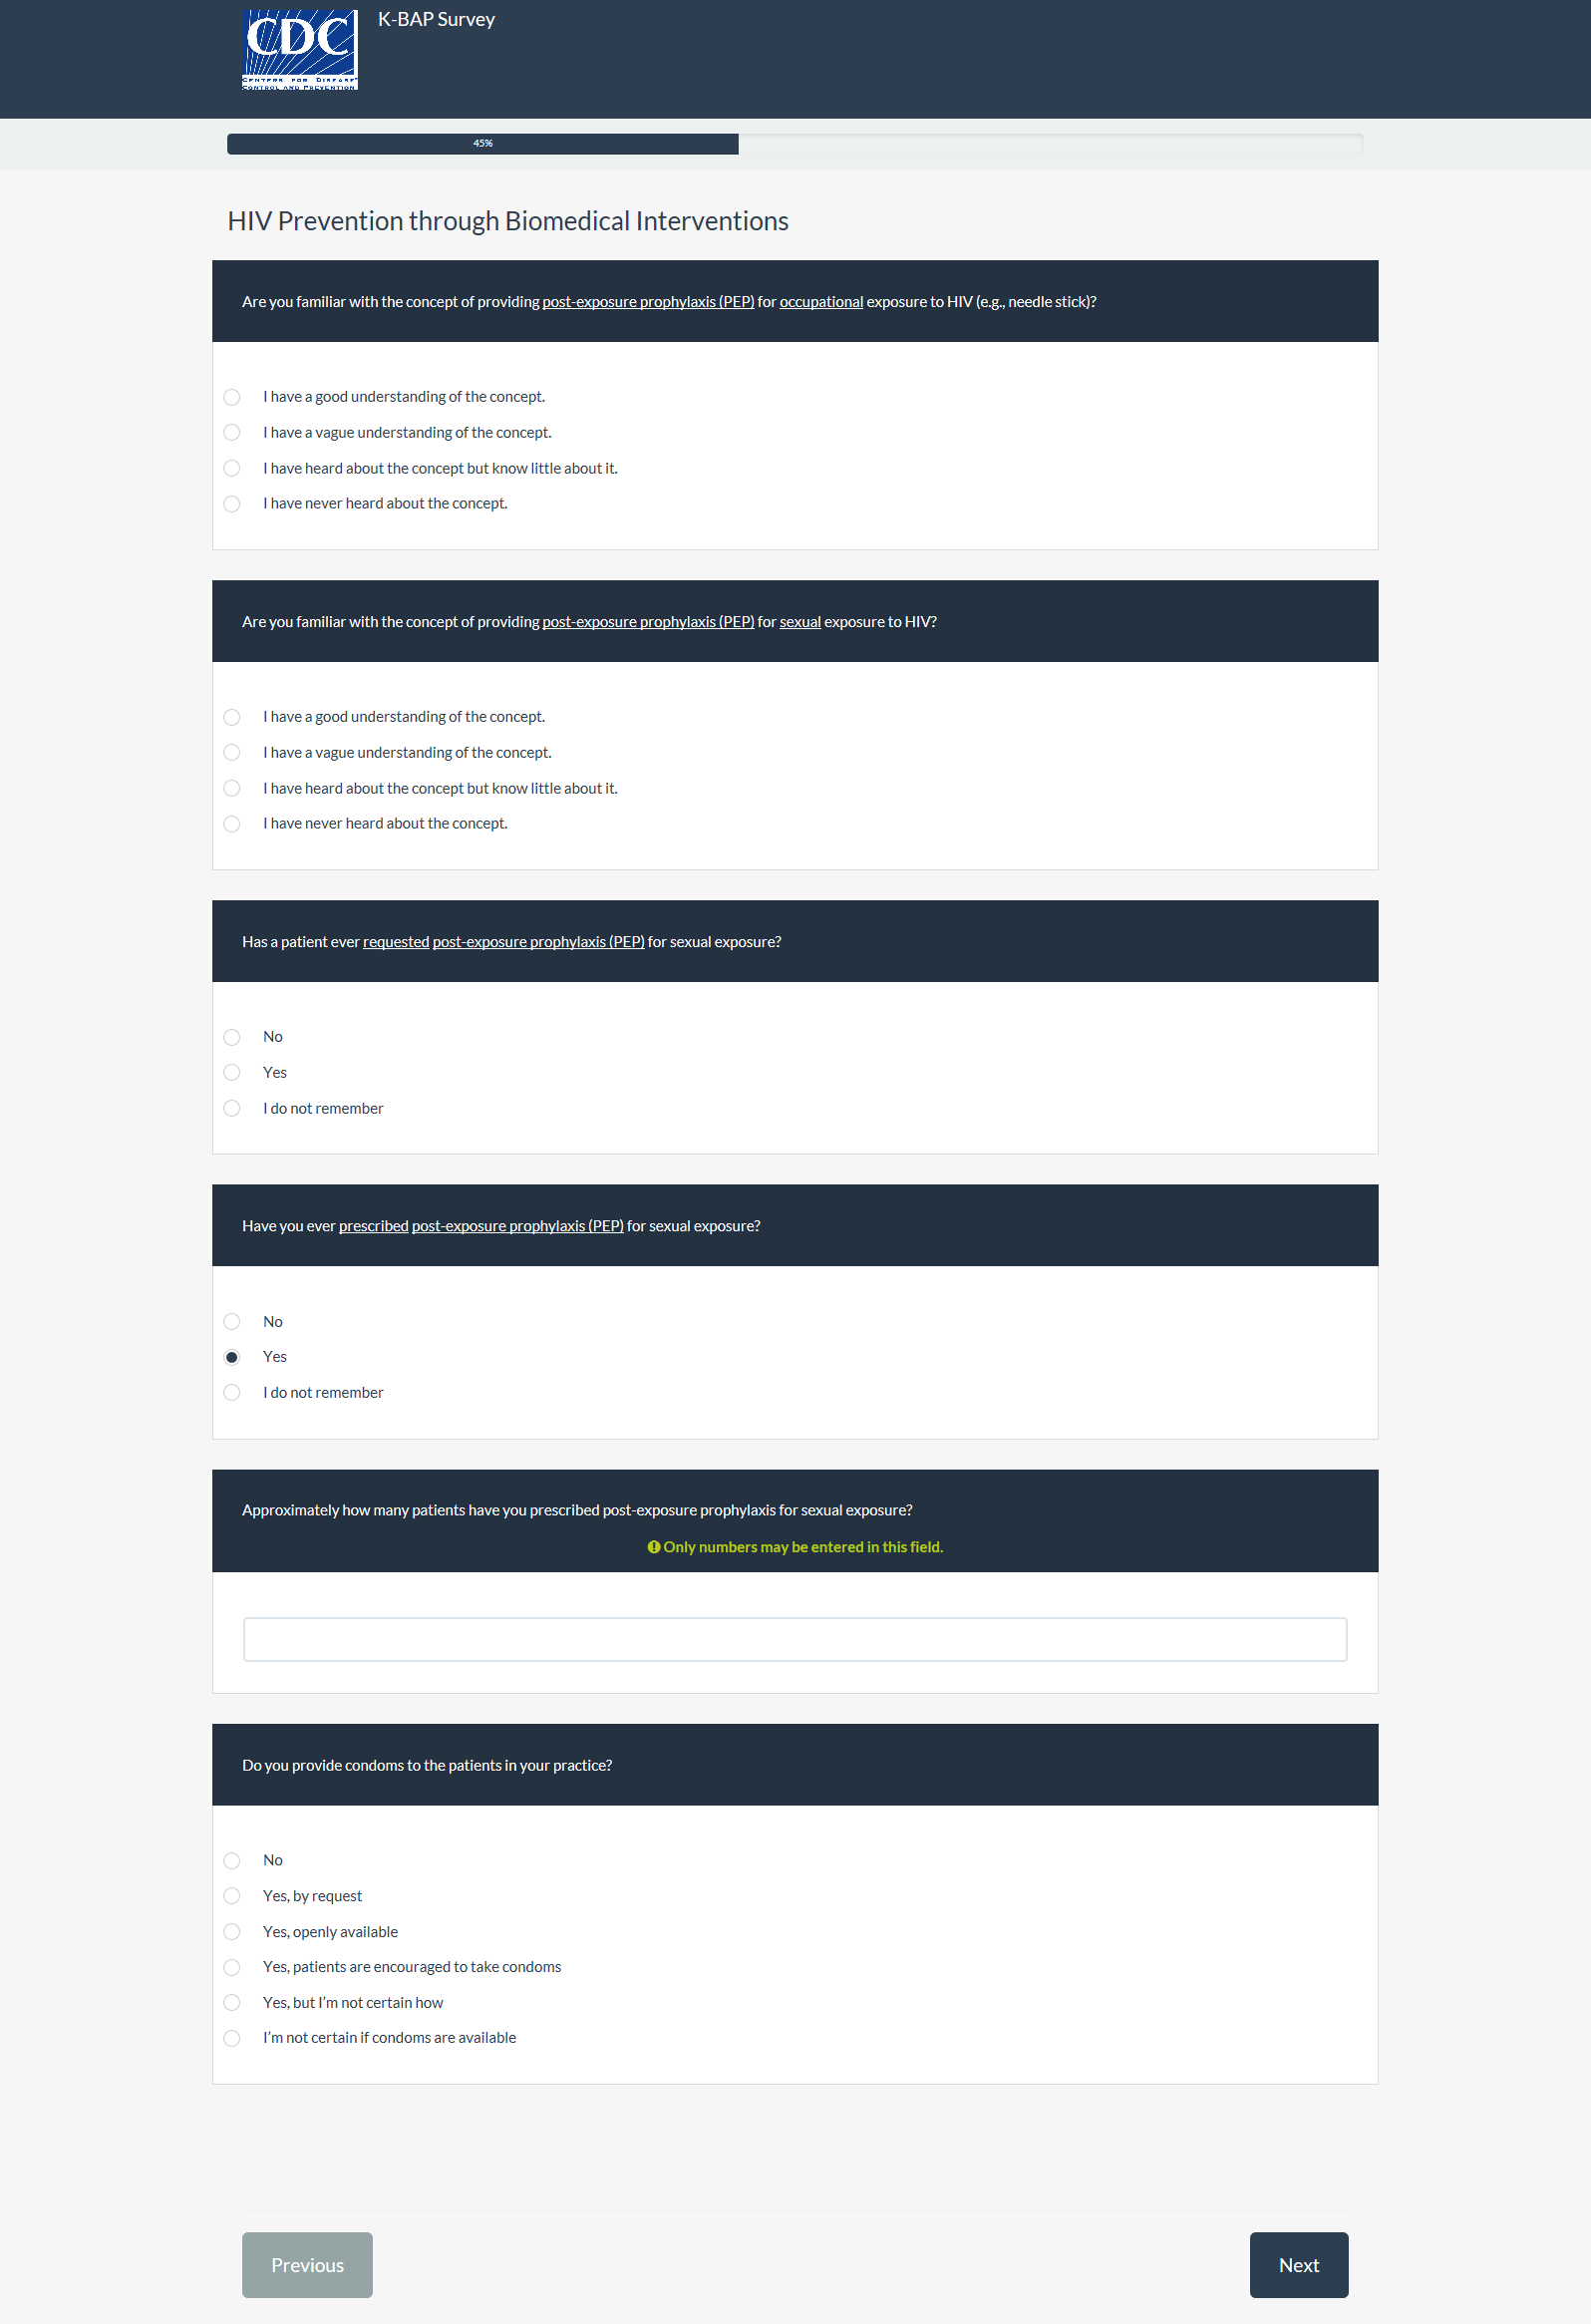 CDC
CENTERS FOR DISEASE
CONTROL AND PREVENTION
K-BAP Survey
45%
HIV Prevention through Biomedical Interventions
Are you familiar with the concept of providing post-exposure prophylaxis (PEP) for occupational exposure to HIV (e.g., needle stick)?
I have a good understanding of the concept.
I have a vague understanding of the concept.
I have heard about the concept but know little about it.
I have never heard about the concept.
Are you familiar with the concept of providing post-exposure prophylaxis (PEP) for sexual exposure to HIV?
I have a good understanding of the concept.
I have a vague understanding of the concept.
I have heard about the concept but know little about it.
I have never heard about the concept.
Has a patient ever requested post-exposure prophylaxis (PEP) for sexual exposure?
No
Yes
I do not remember
Have you ever prescribed post-exposure prophylaxis (PEP) for sexual exposure?
No
Yes
I do not remember
Approximately how many patients have you prescribed post-exposure prophylaxis for sexual exposure?
Only numbers may be entered in this field.
Do you provide condoms to the patients in your practice?
No
Yes, by request
Yes, openly available
Yes, patients are encouraged to take condoms
Yes, but I'm not certain how
I'm not certain if condoms are available
Previous
Next